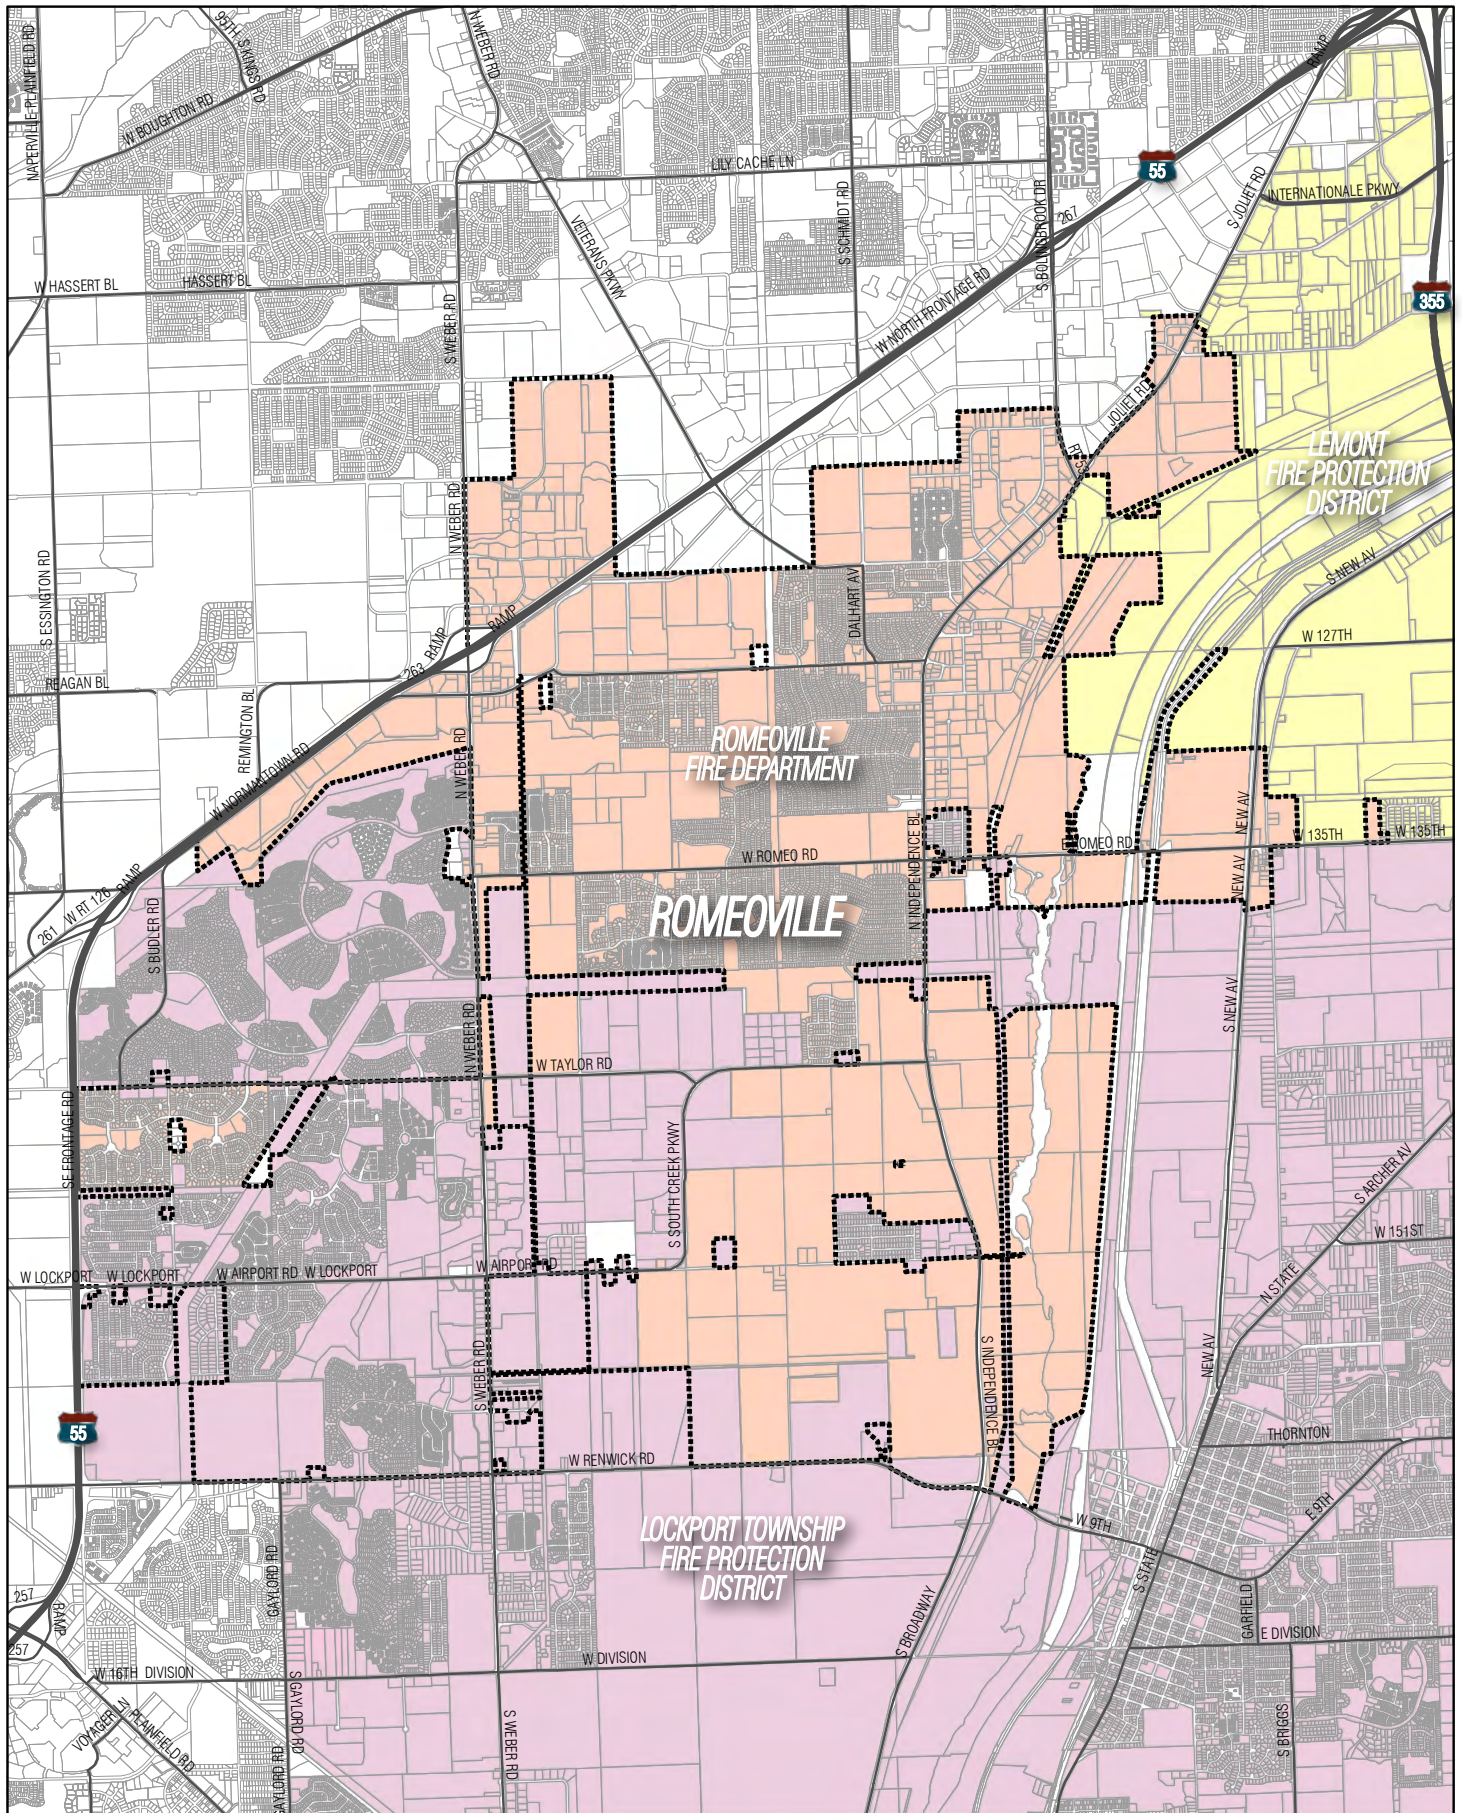 95TH
S KINGS RD
N WEBER RD
NAPERVILLE-PLAINFIELD RD
W BOUGHTON RD
RAMP
LILY CACHE LN
55
S JOLIET RD
INTERNATIONALE PKWY
S SCHMIDT RD
S BOLINGBROOK DR
267
VETERANS PKWY
W HASSERT BL
HASSERT BL
355
S WEBER RD
W NORTH FRONTAGE RD
JOLIET RD
RT 53
LEMONT
FIRE PROTECTION
DISTRICT
N WEBER RD
S ESSINGTON RD
DALHART AV
S NEW AV
W 127TH
RAMP
RAMP
263
REAGAN BL
REMINGTON BL
W NORMANTOWN RD
N WEBER RD
ROMEOVILLE
FIRE DEPARTMENT
NEW AV
N INDEPENDENCE BL
E ROMEO RD
W 135TH
W 135TH
W ROMEO RD
RAMP
W RT 126
261
S BUDLER RD
NEW AV
ROMEOVILLE
N WEBER RD
S NEW AV
W TAYLOR RD
SE FRONTAGE RD
S SOUTH CREEK PKWY
S ARCHER AV
W 151ST
W LOCKPORT
W LOCKPORT
W AIRPORT RD
W LOCKPORT
W AIRPORT RD
N STATE
S WEBER RD
S INDEPENDENCE BL
NEW AV
55
W RENWICK RD
THORNTON
E 9TH
W 9TH
LOCKPORT TOWNSHIP
FIRE PROTECTION
DISTRICT
S STATE
GAYLORD RD
257
RAMP
257
S BROADWAY
GARFIELD
E DIVISION
W DIVISION
W 16TH
DIVISION
S GAYLORD RD
VOYAGER LN
N PLAINFIELD RD
S WEBER RD
S BRIGGS
GAYLORD RD